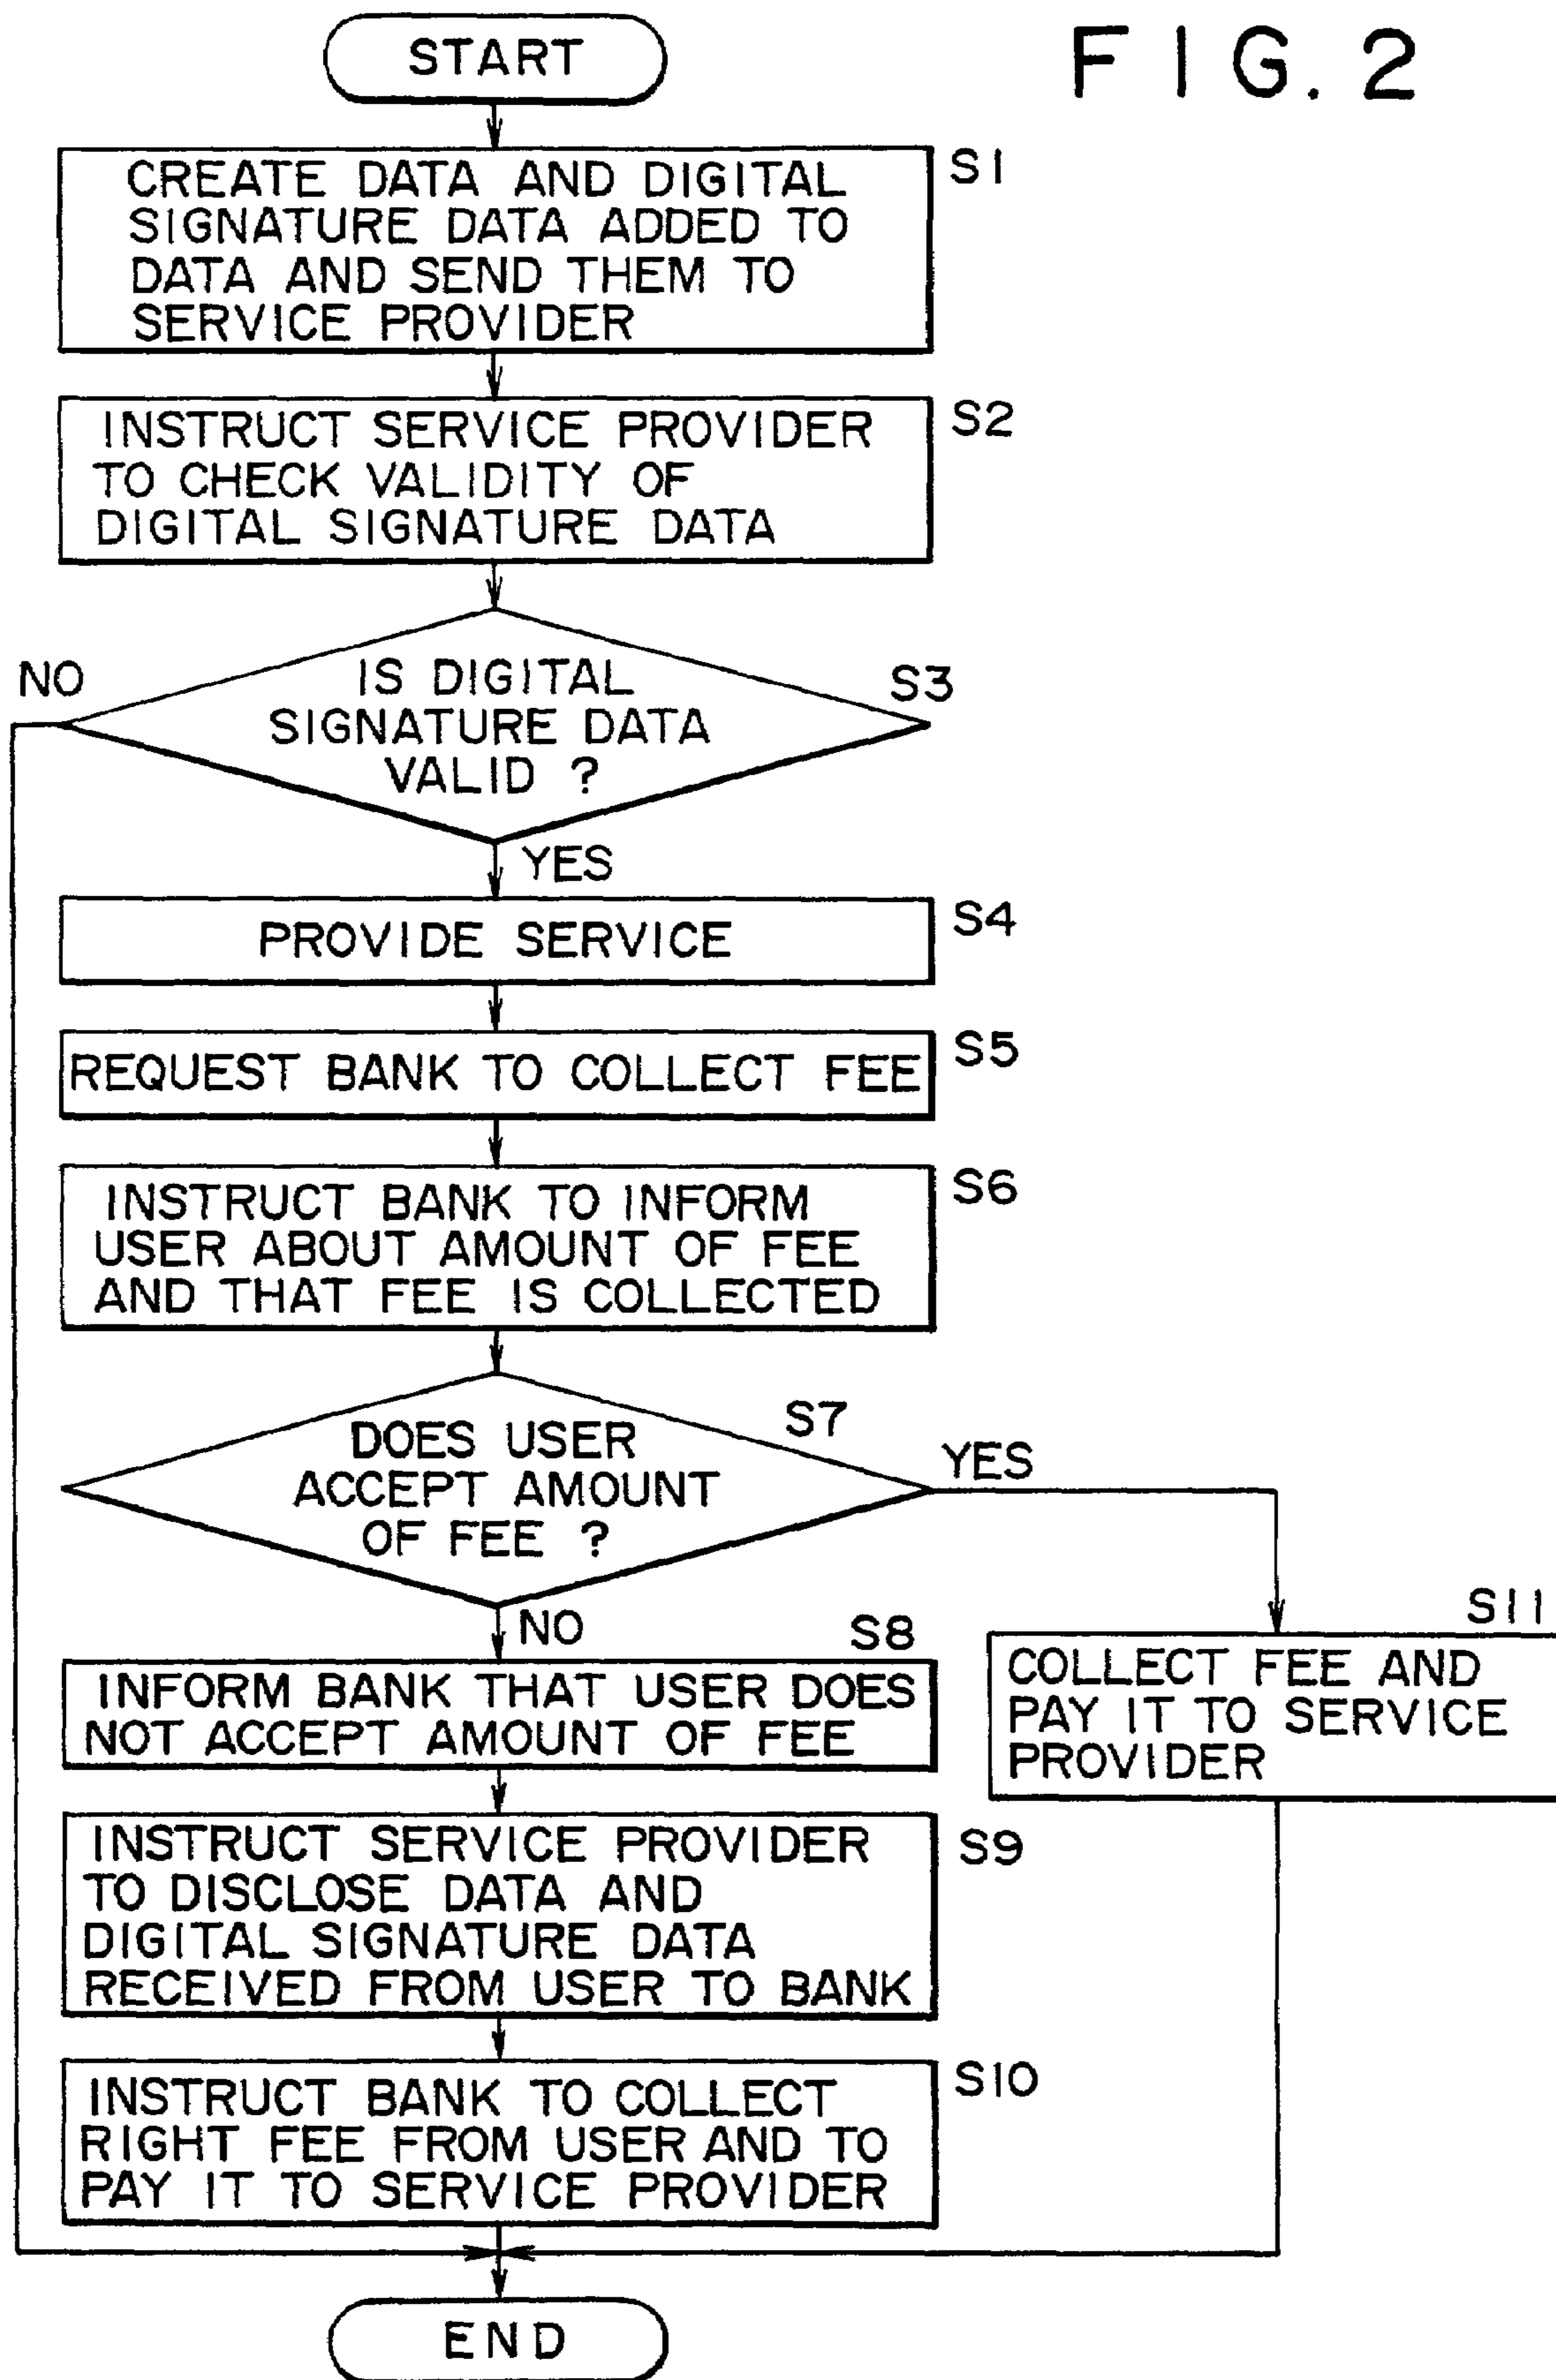 START
FIG. 2
CREATE DATA AND DIGITAL
SIGNATURE DATA ADDED TO
DATA AND SEND THEM TO
SERVICE PROVIDER
S1
INSTRUCT SERVICE PROVIDER
TO CHECK VALIDITY OF
DIGITAL SIGNATURE DATA
S2
NO
IS DIGITAL
SIGNATURE DATA
VALID ?
S3
YES
PROVIDE SERVICE
S4
REQUEST BANK TO COLLECT FEE
S5
INSTRUCT BANK TO INFORM
USER ABOUT AMOUNT OF FEE
AND THAT FEE IS COLLECTED
S6
DOES USER
ACCEPT AMOUNT
OF FEE ?
S7
YES
NO
S8
INFORM BANK THAT USER DOES
NOT ACCEPT AMOUNT OF FEE
S11
COLLECT FEE AND
PAY IT TO SERVICE
PROVIDER
INSTRUCT SERVICE PROVIDER
TO DISCLOSE DATA AND
DIGITAL SIGNATURE DATA
RECEIVED FROM USER TO BANK
S9
INSTRUCT BANK TO COLLECT
RIGHT FEE FROM USER AND TO
PAY IT TO SERVICE PROVIDER
S10
END